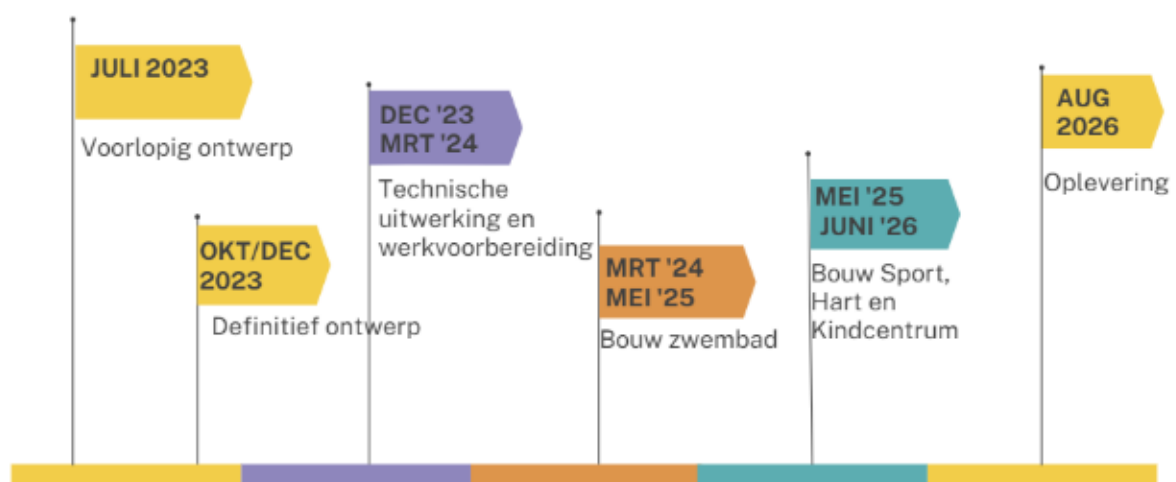 JULI 2023
Voorlopig ontwerp
OKT/DEC
2023
Definitief ontwerp
DEC '23
MRT '24
Technische
uitwerking en
werkvoorbereiding
MRT '24
MEI '25
Bouw zwembad
MEI '25
JUNI '26
Bouw Sport,
Hart en
Kindcentrum
AUG
2026
Oplevering